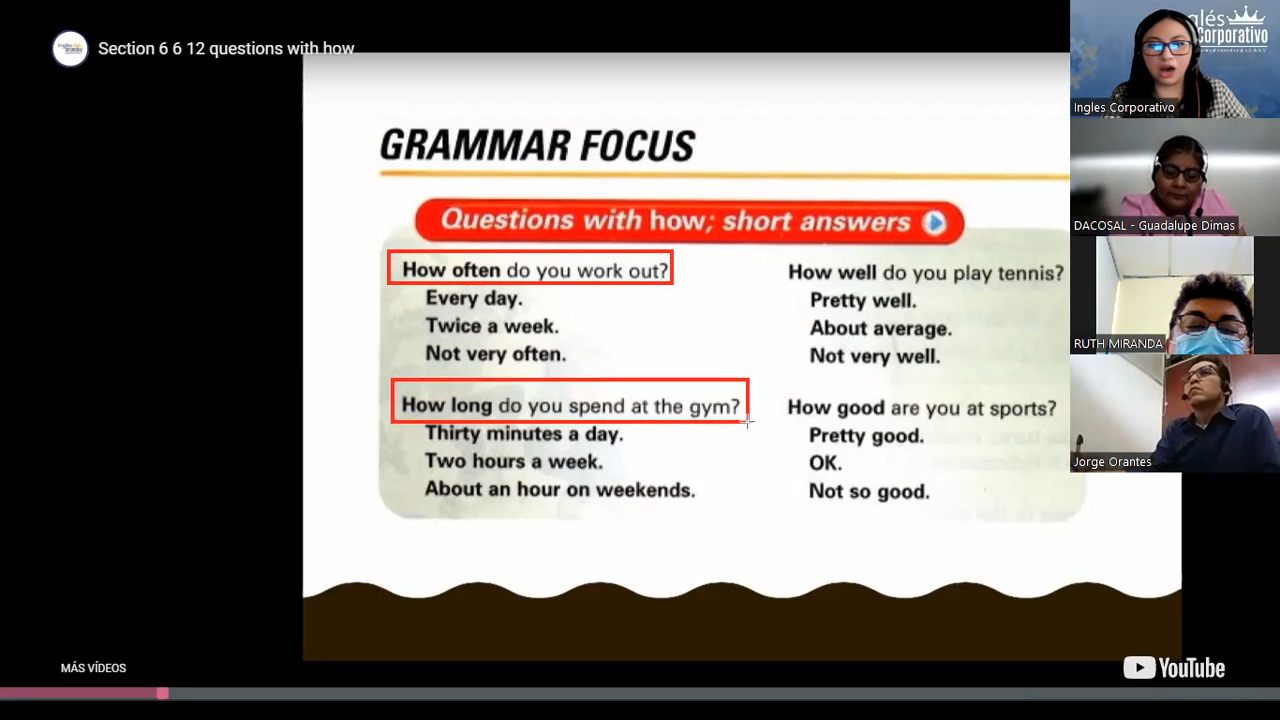 Section 6 6 12 questions with how
GRAMMAR FOCUS
Questions with how; short answers
How often do you work out?
Every day.
Twice a week.
Not very often.
How long do you spend at the gym?
Thirty minutes a day.
Two hours a week.
About an hour on weekends.
How well do you play tennis?
Pretty well.
About average.
Not very well.
How good are you at sports?
Pretty good.
OK.
Not so good.
glés
Corporativo
Ingles Corporativo
DACOSAL - Guadalupe Dimas
RUTH MIRANDA
Jorge Orantes
MÁS VÍDEOS
YouTube